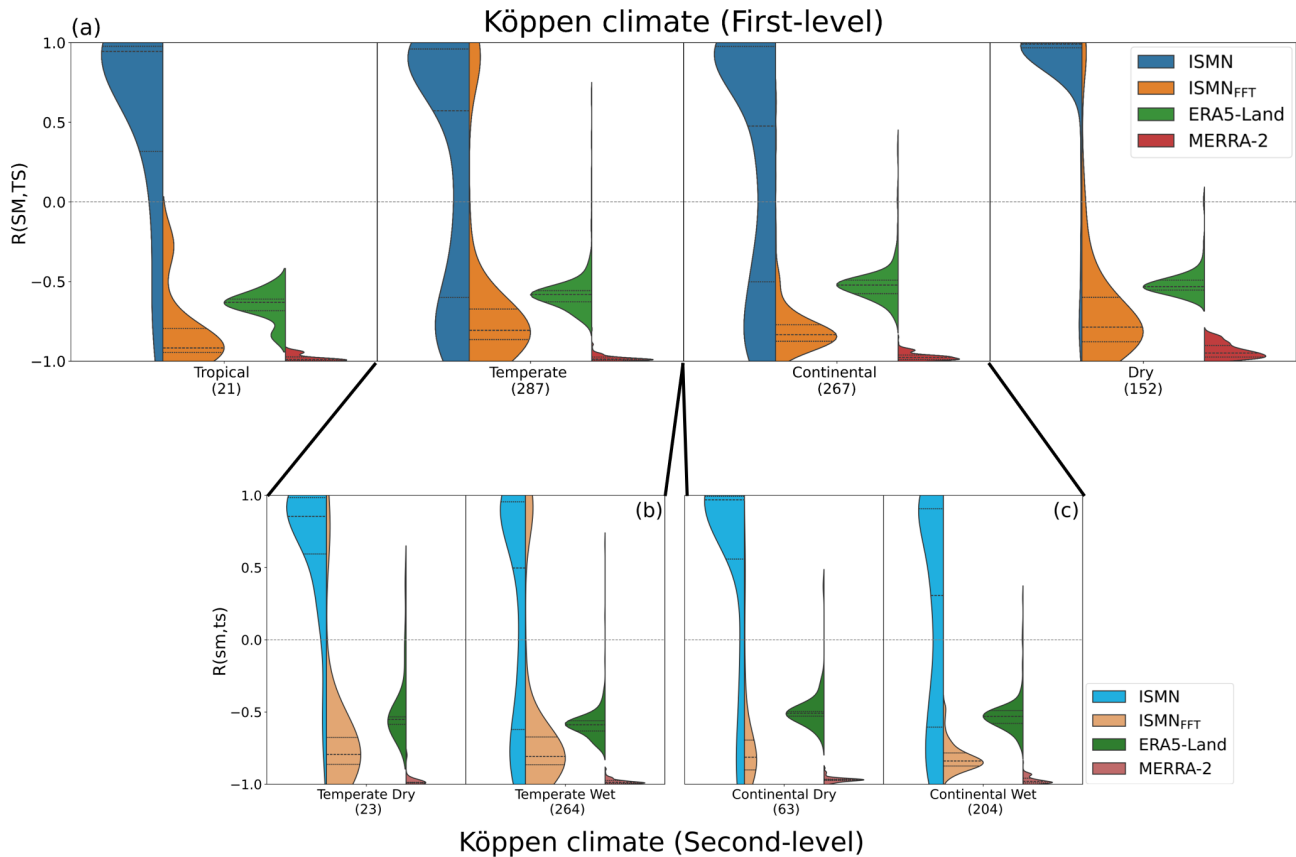 Köppen climate (First-level)
(a)
1.0
0.5
0.0
−0.5
−1.0
R(SM,TS)
ISMN
ISMN_FFT
ERA5-Land
MERRA-2
Tropical
(21)
Temperate
(287)
Continental
(267)
Dry
(152)
(b)
(c)
1.0
0.5
0.0
−0.5
−1.0
R(sm,ts)
ISMN
ISMN_FFT
ERA5-Land
MERRA-2
Temperate Dry
(23)
Temperate Wet
(264)
Continental Dry
(63)
Continental Wet
(204)
Köppen climate (Second-level)